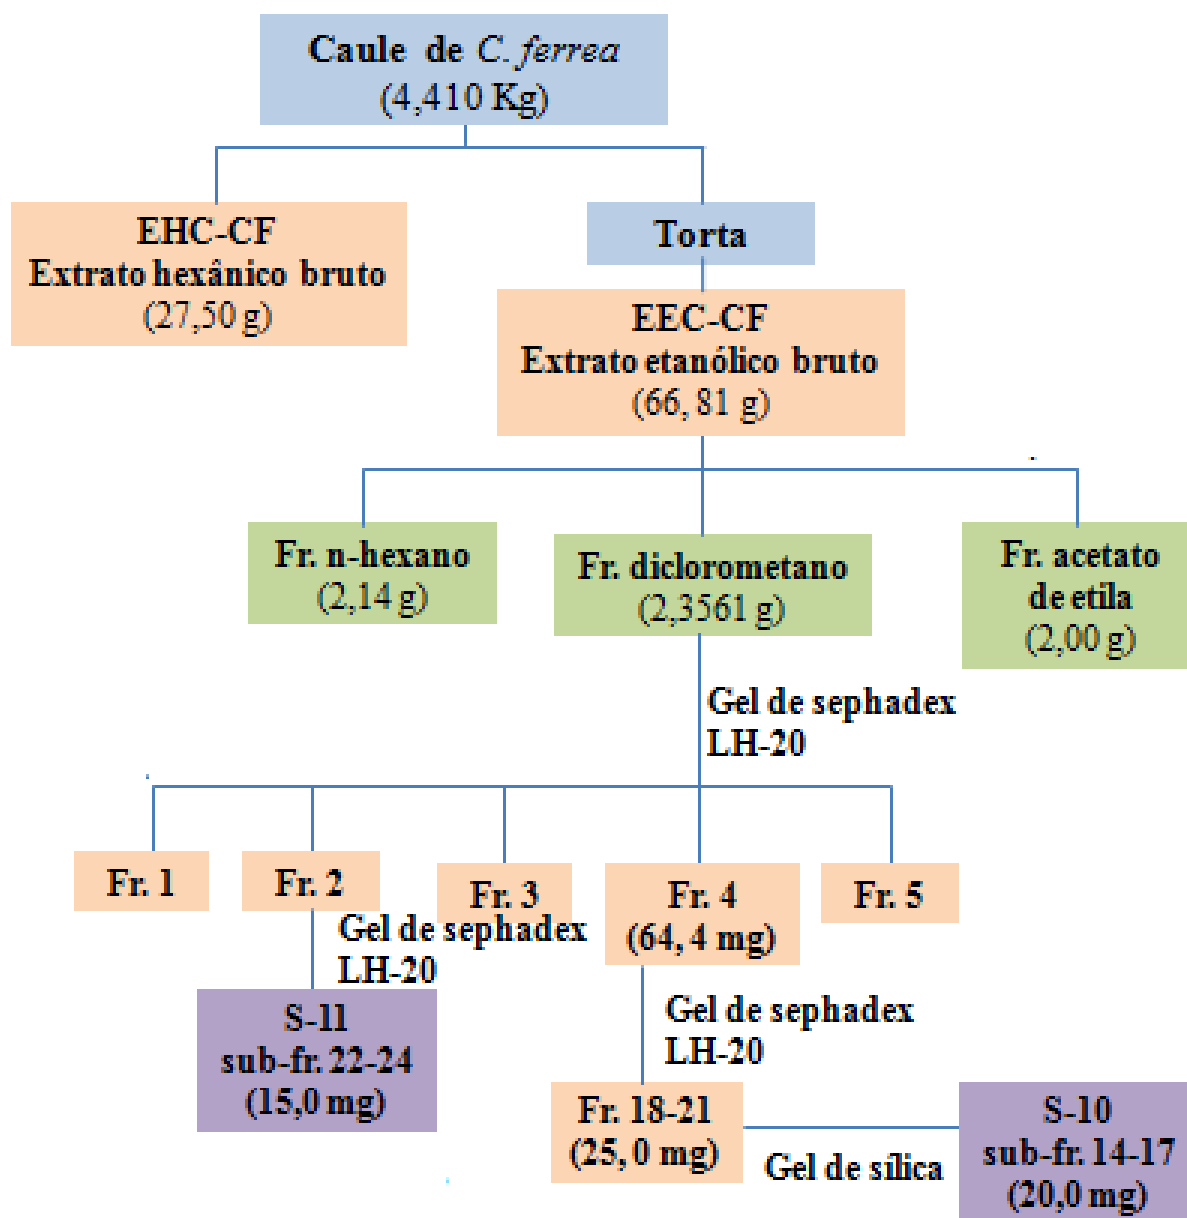 Caule de C. ferrea
(4,410 Kg)
EHC-CF
Extrato hexânico bruto
(27,50 g)
Torta
EEC-CF
Extrato etanólico bruto
(66, 81 g)
Fr. n-hexano
(2,14 g)
Fr. diclorometano
(2,3561 g)
Fr. acetato
de etila
(2,00 g)
Gel de sephadex
LH-20
Fr. 1
Fr. 2
Fr. 3
Fr. 4
(64, 4 mg)
Fr. 5
Gel de sephadex
LH-20
S-11
sub-fr. 22-24
(15,0 mg)
Gel de sephadex
LH-20
Fr. 18-21
(25, 0 mg)
Gel de sílica
S-10
sub-fr. 14-17
(20,0 mg)